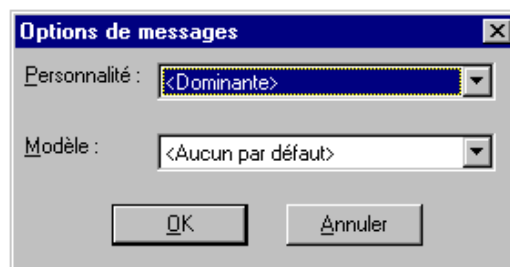 Options de messages
Personnalité : <Dominante>
Modèle : <Aucun par défaut>
OK Annuler